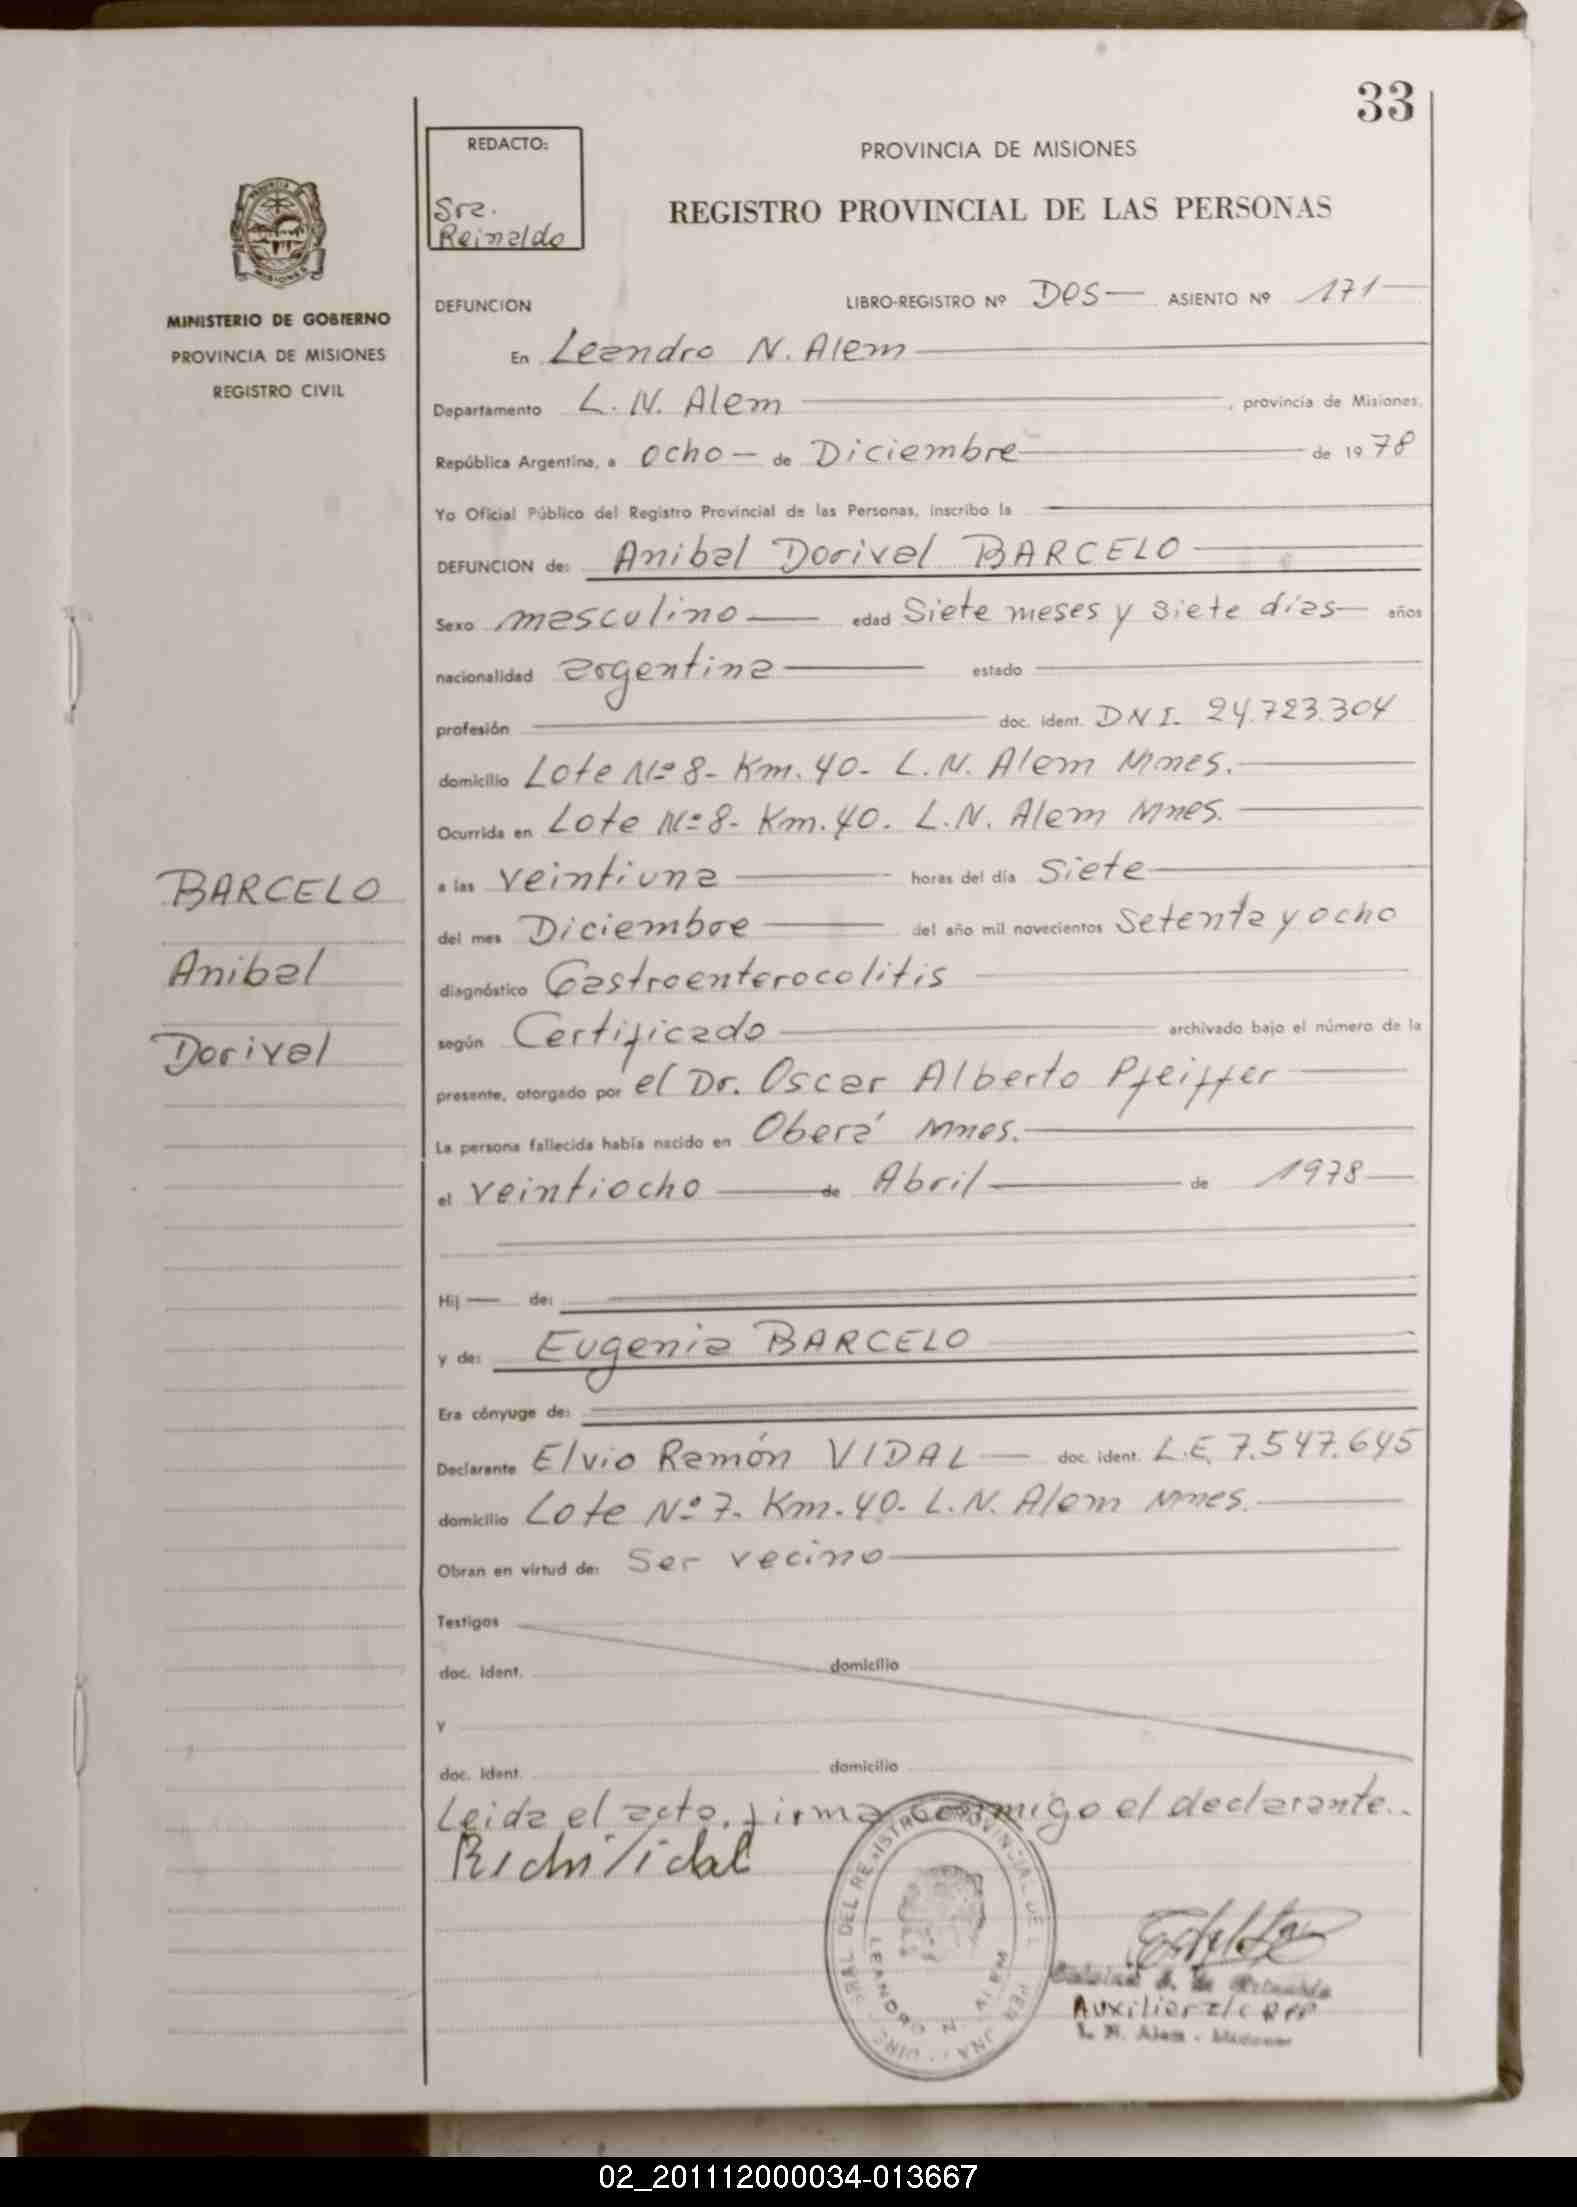 33
REDACTO:
Sra.
Reinaldo
PROVINCIA DE MISIONES
REGISTRO PROVINCIAL DE LAS PERSONAS
MINISTERIO DE GOBIERNO
PROVINCIA DE MISIONES
REGISTRO CIVIL
DEFUNCION LIBRO-REGISTRO Nº Dos— ASIENTO Nº 171—
En Leandro N. Alem
Departamento L. N. Alem , provincia de Misiones,
República Argentina, a ocho — de Diciembre de 1978
Yo Oficial Público del Registro Provincial de las Personas, inscribo la
DEFUNCION de: Anibal Dorival BARCELO
Sexo masculino edad Siete meses y siete días años
nacionalidad argentina estado
profesión doc. ident. DNI. 24.723.304
domicilio Lote Nº 8- Km. 40- L. N. Alem Mnes.
Ocurrida en Lote Nº 8- Km. 40. L. N. Alem Mnes.
a las veintiuna horas del día Siete
del mes Diciembre del año mil novecientos Setenta y ocho
diagnóstico Gastroenterocolitis
según Certificado archivado bajo el número de la
presente, otorgado por el Dr. Oscar Alberto Pfeiffer
La persona fallecida había nacido en Oberá Mnes.
el veintiocho de Abril de 1978
BARCELO
Anibal
Dorival
Hij — de:
y de: Eugenia BARCELO
Era cónyuge de:
Declarante Elvio Ramón VIDAL — doc. ident. L.E. 7.547.645
domicilio Lote Nº 7. Km. 40. L. N. Alem Mnes.
Obran en virtud de: Ser vecino
Testigos
doc. ident. domicilio
y
doc. ident. domicilio
Leida el acta, firma conmigo el declarante..
Vidal
LEANDRO N. ALEM
Auxiliar
L. N. Alem - Misiones
02_201112000034-013667